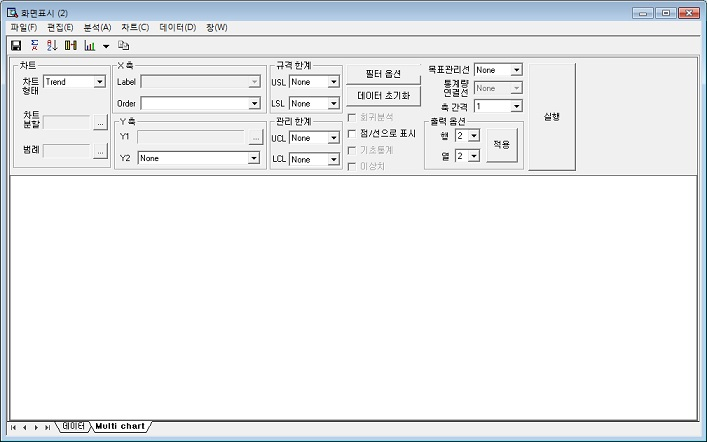 화면표시 (2)
파일(F) 편집(E) 분석(A) 차트(C) 데이터(D) 창(W)
차트
차트
형태
Trend
차트
분할
...
범례
...
X 축
Label
Order
Y 축
Y1
...
Y2
None
규격 한계
USL None
LSL None
관리 한계
UCL None
LCL None
필터 옵션
데이터 초기화
회귀분석
점/선으로 표시
기초통계
이상치
목표관리선 None
통계량
연결선
None
축 간격 1
출력 옵션
행 2
열 2
적용
실행
데이터 Multi chart